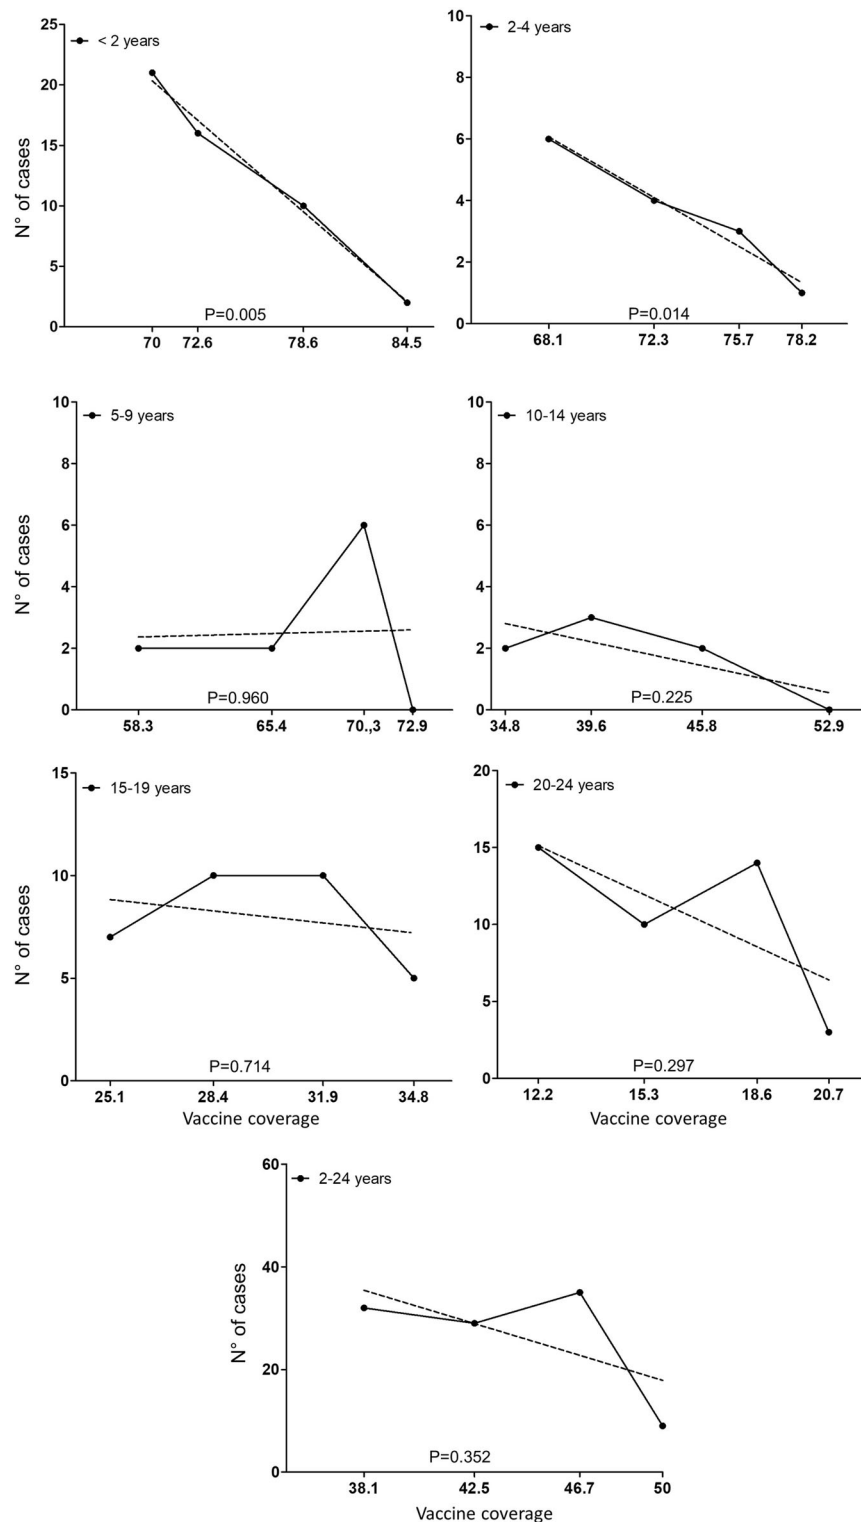 < 2 years
N° of cases
25
20
15
10
5
0
P=0.005
70 72.6 78.6 84.5
2-4 years
10
8
6
4
2
0
P=0.014
68.1 72.3 75.7 78.2
5-9 years
N° of cases
10
8
6
4
2
0
P=0.960
58.3 65.4 70.,3 72.9
10-14 years
10
8
6
4
2
0
P=0.225
34.8 39.6 45.8 52.9
15-19 years
N° of cases
15
10
5
0
P=0.714
25.1 28.4 31.9 34.8
Vaccine coverage
20-24 years
20
15
10
5
0
P=0.297
12.2 15.3 18.6 20.7
Vaccine coverage
2-24 years
N° of cases
60
40
20
0
P=0.352
38.1 42.5 46.7 50
Vaccine coverage